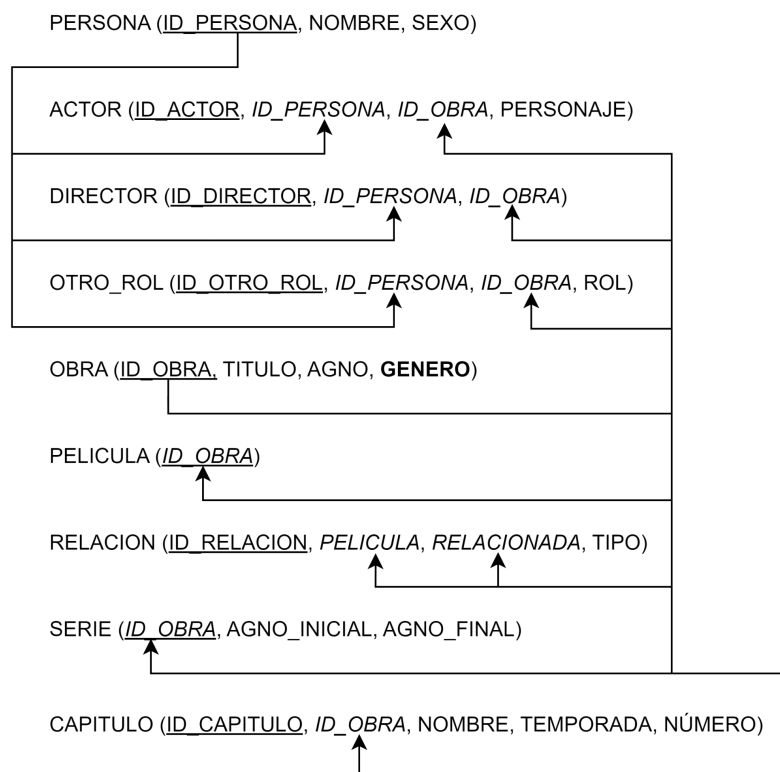 PERSONA (ID_PERSONA, NOMBRE, SEXO)
ACTOR (ID_ACTOR, ID_PERSONA, ID_OBRA, PERSONAJE)
DIRECTOR (ID_DIRECTOR, ID_PERSONA, ID_OBRA)
OTRO_ROL (ID_OTRO_ROL, ID_PERSONA, ID_OBRA, ROL)
OBRA (ID_OBRA, TITULO, AGNO, GENERO)
PELICULA (ID_OBRA)
RELACION (ID_RELACION, PELICULA, RELACIONADA, TIPO)
SERIE (ID_OBRA, AGNO_INICIAL, AGNO_FINAL)
CAPITULO (ID_CAPITULO, ID_OBRA, NOMBRE, TEMPORADA, NÚMERO)